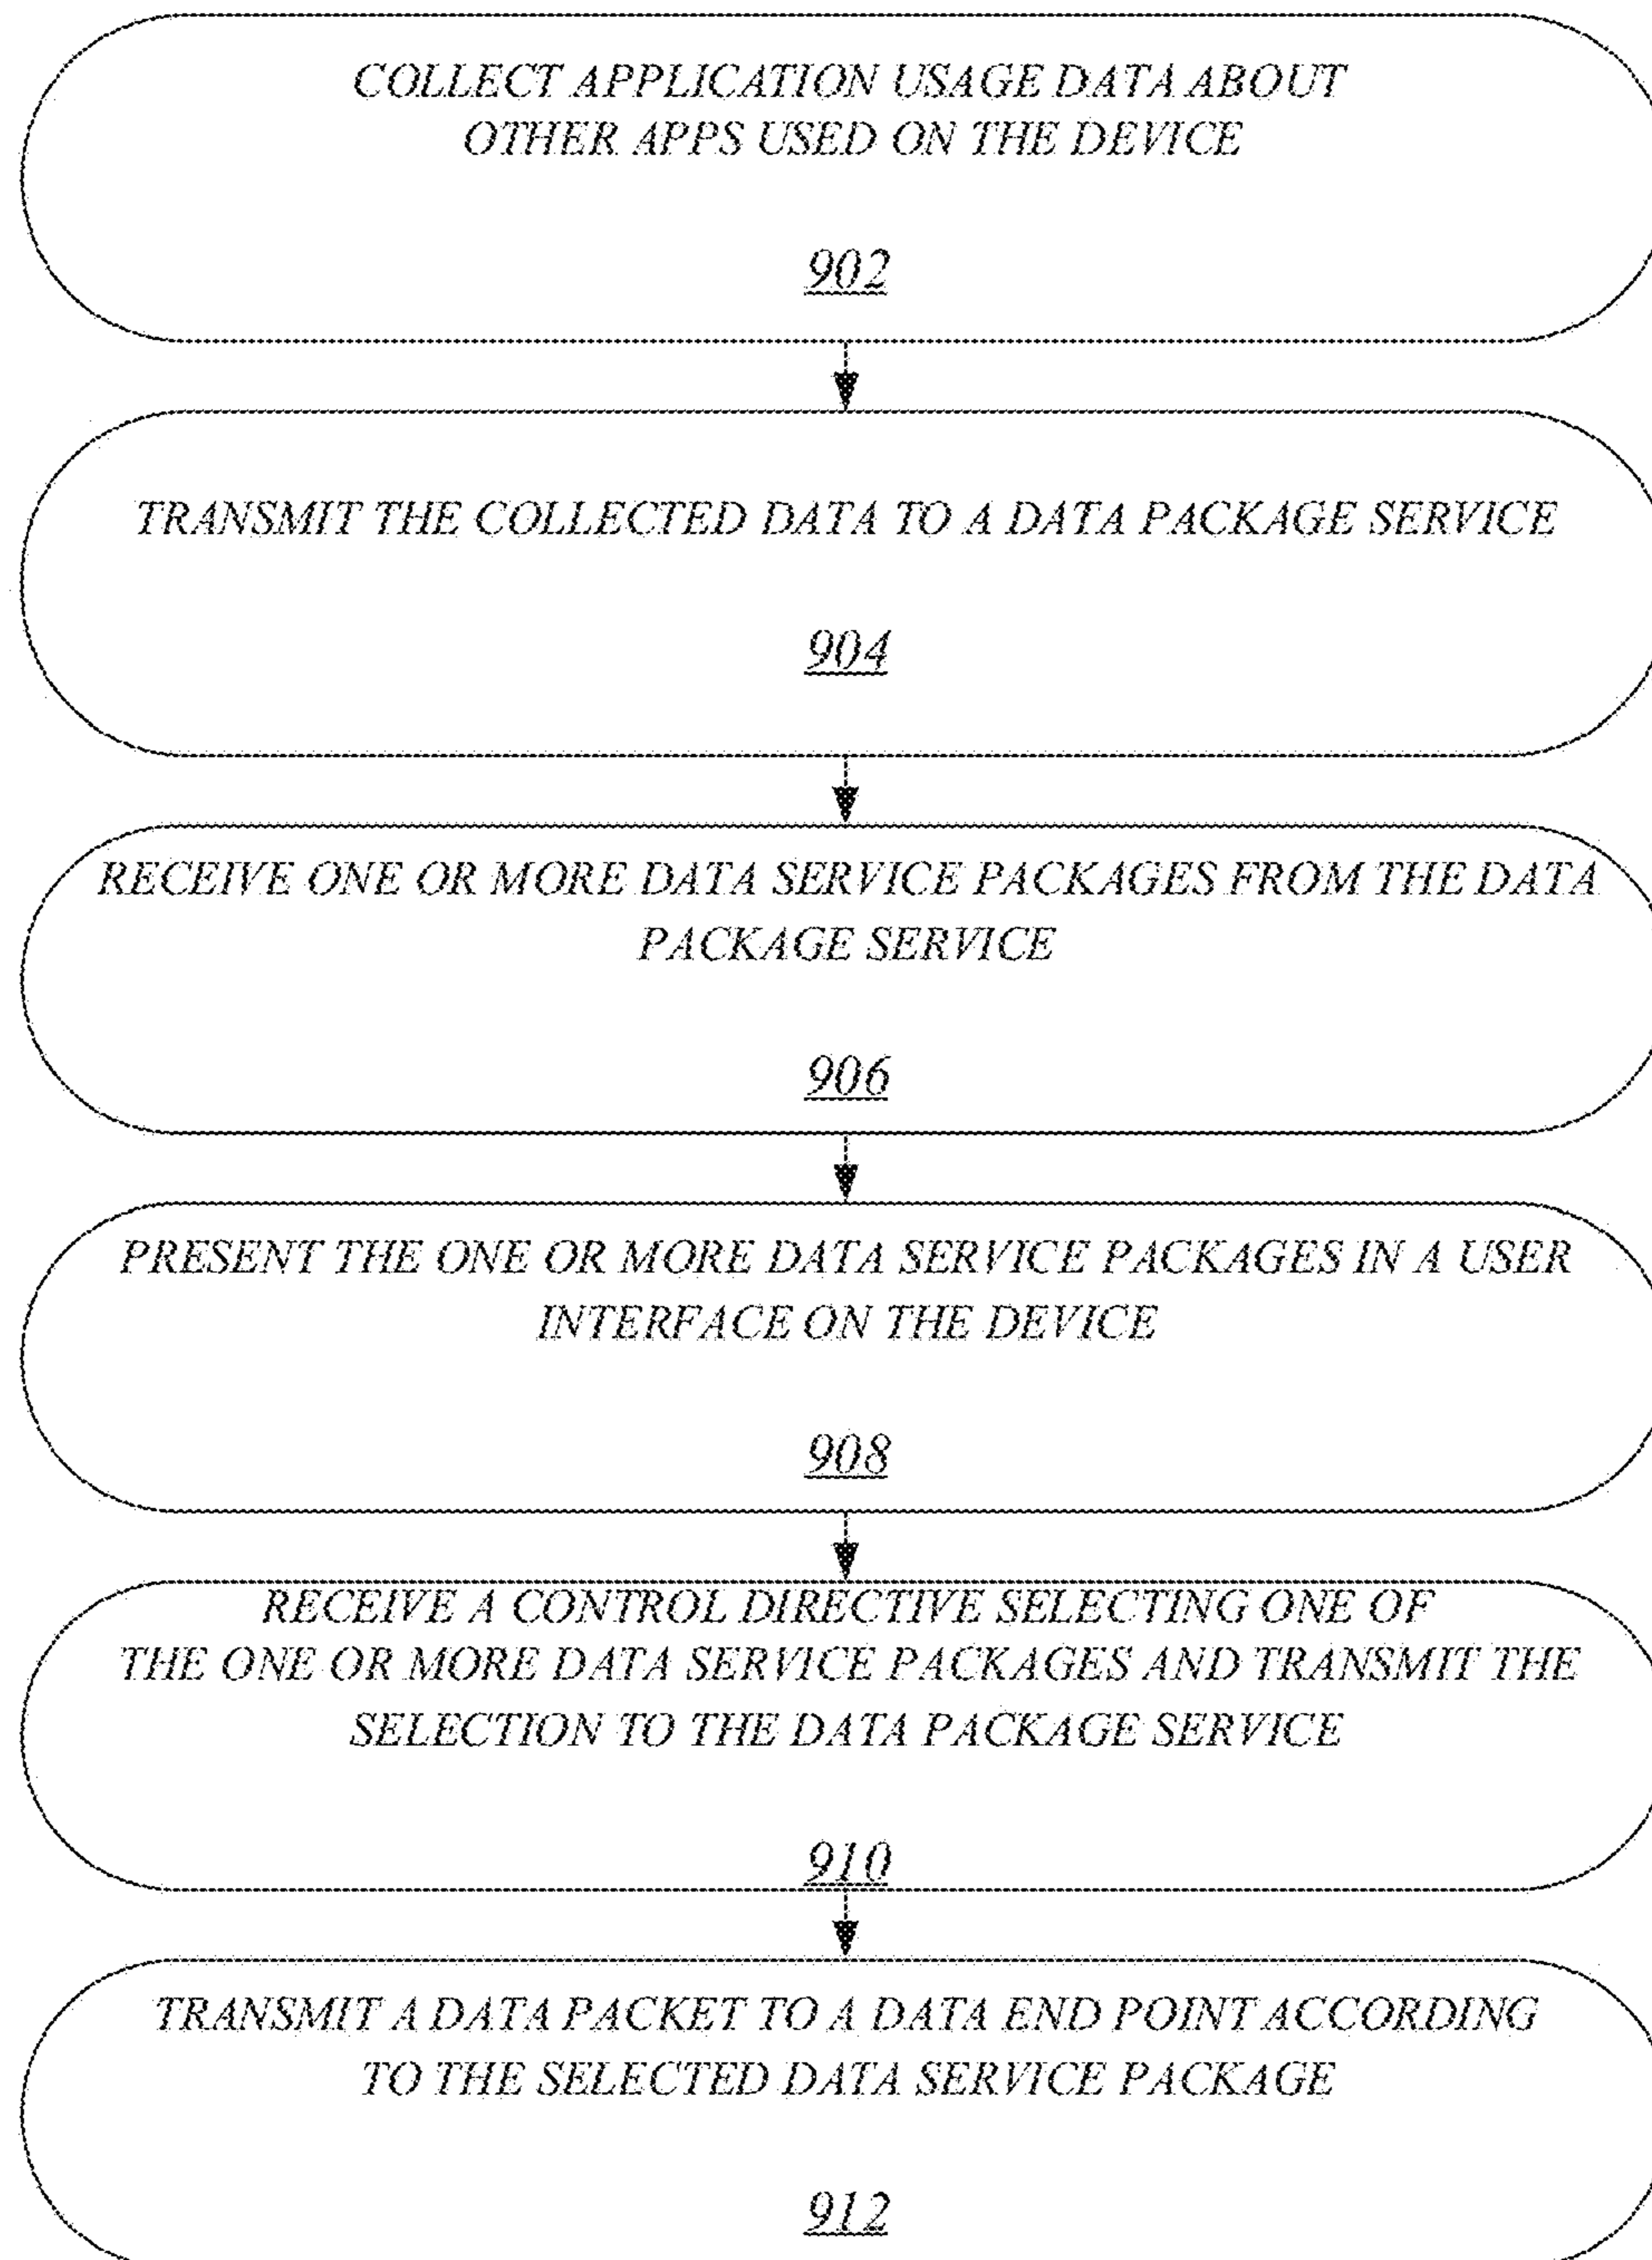 COLLECT APPLICATION USAGE DATA ABOUT
OTHER APPS USED ON THE DEVICE
902
TRANSMIT THE COLLECTED DATA TO A DATA PACKAGE SERVICE
904
RECEIVE ONE OR MORE DATA SERVICE PACKAGES FROM THE DATA
PACKAGE SERVICE
906
PRESENT THE ONE OR MORE DATA SERVICE PACKAGES IN A USER
INTERFACE ON THE DEVICE
908
RECEIVE A CONTROL DIRECTIVE SELECTING ONE OF
THE ONE OR MORE DATA SERVICE PACKAGES AND TRANSMIT THE
SELECTION TO THE DATA PACKAGE SERVICE
910
TRANSMIT A DATA PACKET TO A DATA END POINT ACCORDING
TO THE SELECTED DATA SERVICE PACKAGE
912